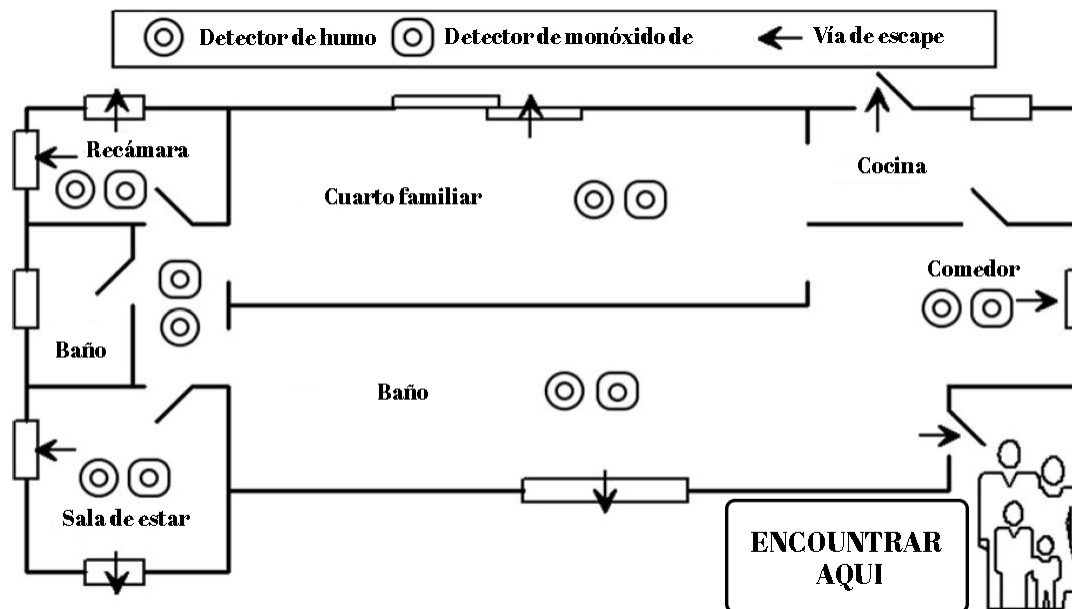 Detector de humo
Detector de monóxido de
Vía de escape
Recámara
Cuarto familiar
Cocina
Comedor
Baño
Baño
Sala de estar
ENCOUNTRAR
AQUI